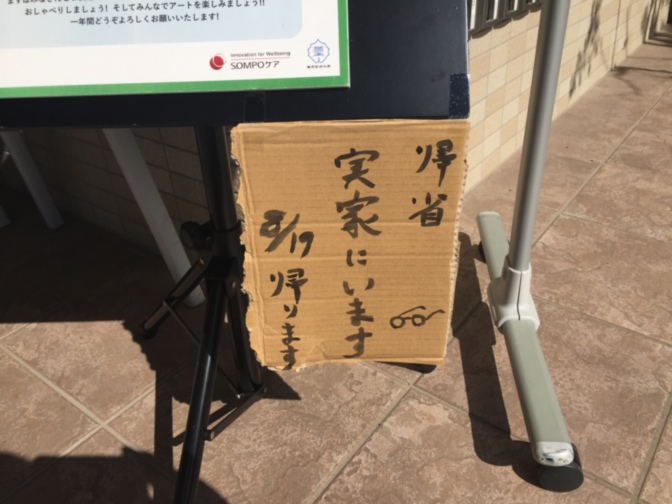 おしゃべりしましょう！そしてみんなでアートを楽しみましょう!!
一年間どうぞよろしくお願いいたします!
Innovation for Wellbeing
SOMPOケア
帰省
実家にいます
8/17 帰ります